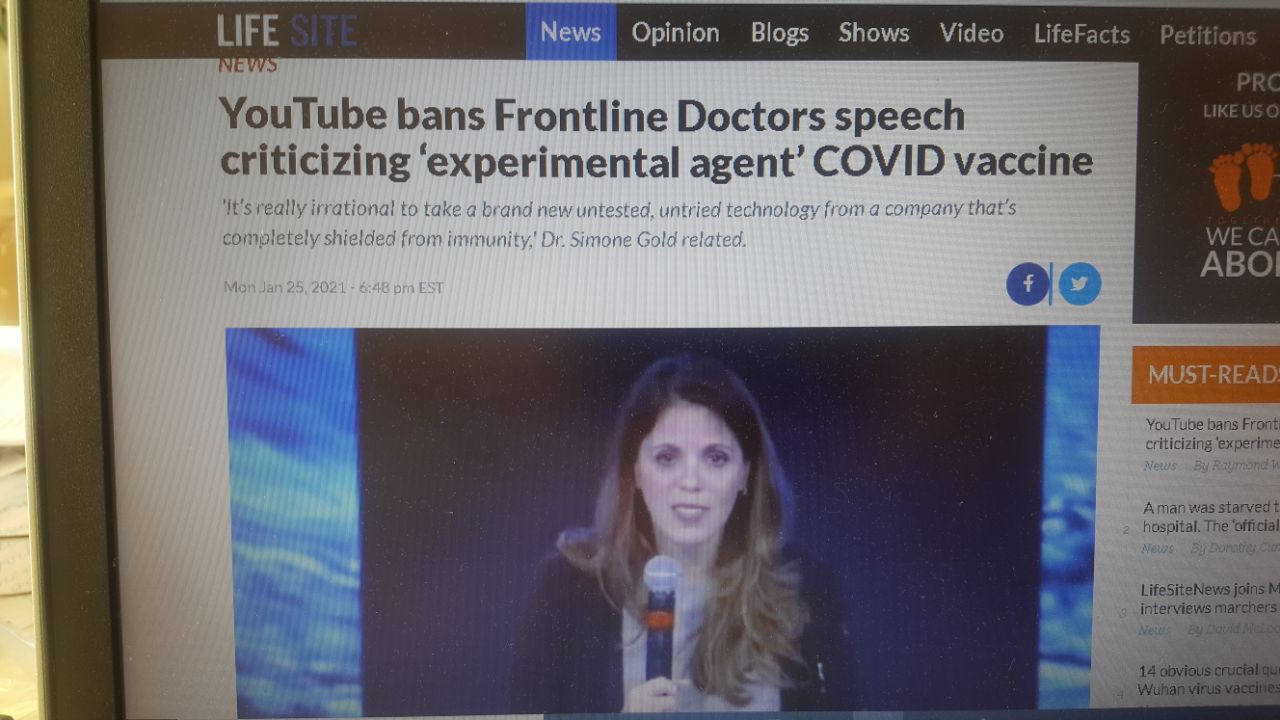 LIFE SITE
News Opinion Blogs Shows Video LifeFacts Petitions
NEWS
YouTube bans Frontline Doctors speech
criticizing ‘experimental agent’ COVID vaccine
'It's really irrational to take a brand new untested, untried technology from a company that's
completely shielded from immunity,' Dr. Simone Gold related.
Mon Jan 25, 2021 - 6:48 pm EST
f
PRO
LIKE US O
TOGETHER
WE CA
ABO
MUST-READS
YouTube bans Front
criticizing 'experime
News By Raymond W
A man was starved t
2 hospital. The 'official
News By Dorothy Cu
LifeSiteNews joins M
3 interviews marchers
News By David McLo
14 obvious crucial qu
4 Wuhan virus vaccines